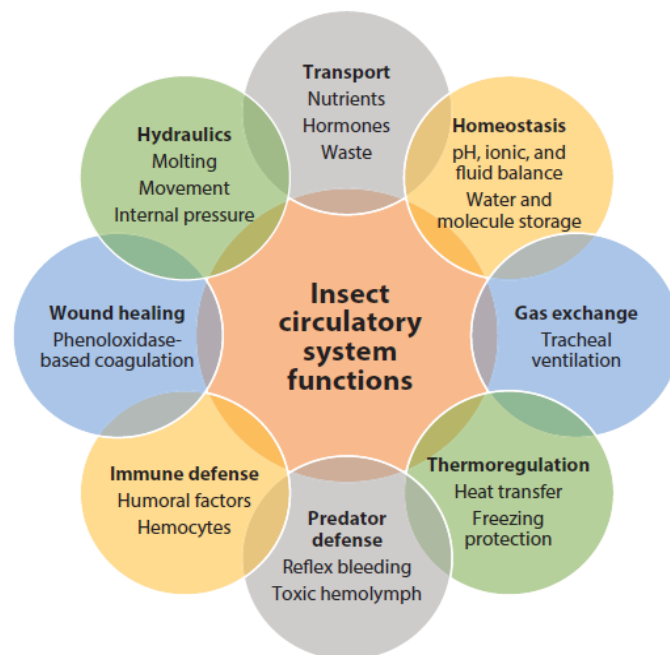 Transport
Nutrients
Hormones
Waste
Homeostasis
pH, ionic, and
fluid balance
Water and
molecule storage
Gas exchange
Tracheal
ventilation
Thermoregulation
Heat transfer
Freezing
protection
Predator
defense
Reflex bleeding
Toxic hemolymph
Immune defense
Humoral factors
Hemocytes
Wound healing
Phenoloxidase-
based coagulation
Hydraulics
Molting
Movement
Internal pressure
Insect
circulatory
system
functions